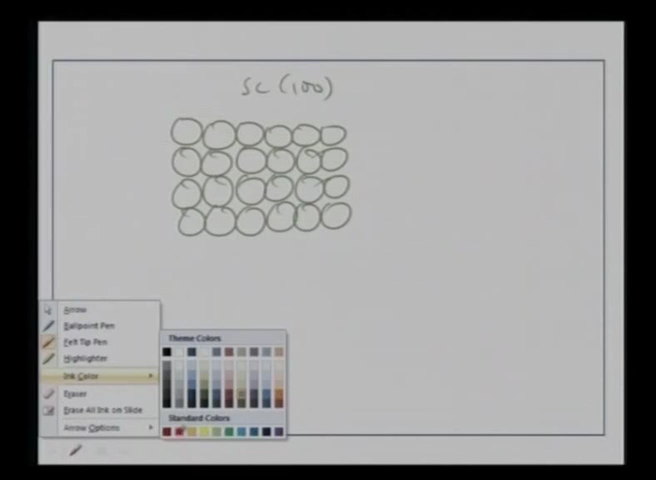 SC (100)
Arrow
Ballpoint Pen
Felt Tip Pen
Highlighter
Ink Color
Eraser
Erase All Ink on Slide
Arrow Options
Theme Colors
Standard Colors